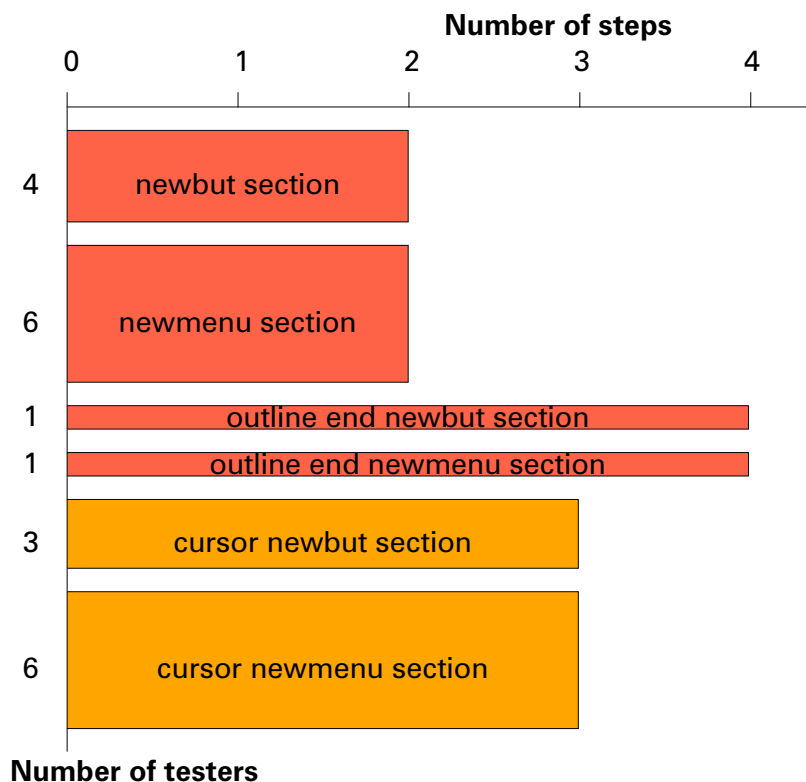 Number of steps
0 1 2 3 4
4 newbut section
6 newmenu section
1 outline end newbut section
1 outline end newmenu section
3 cursor newbut section
6 cursor newmenu section
Number of testers